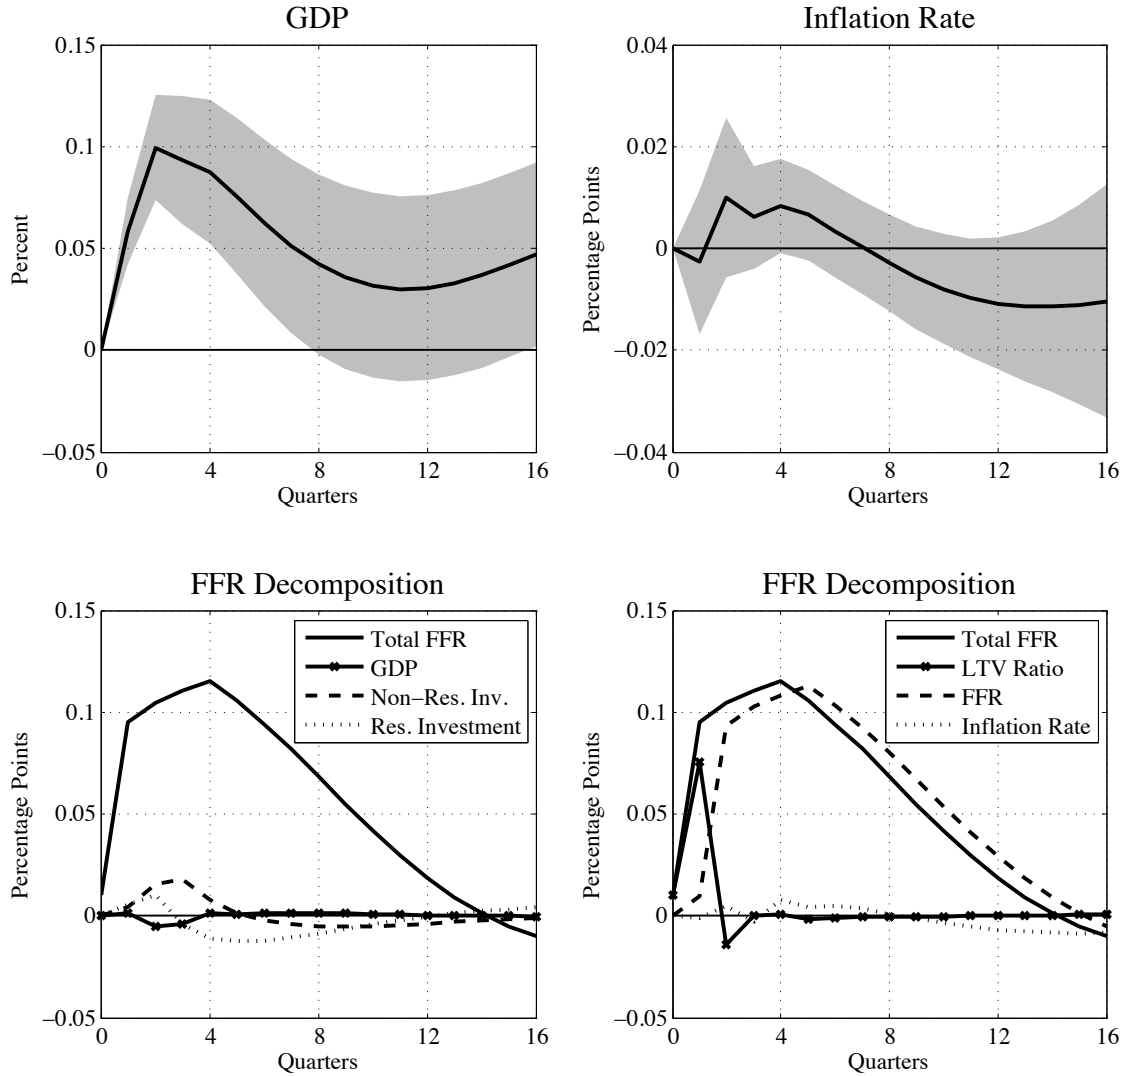 GDP
0.15
0.1
0.05
0
−0.05
Percent
0 4 8 12 16
Quarters
Inflation Rate
0.04
0.02
0
−0.02
−0.04
Percentage Points
0 4 8 12 16
Quarters
FFR Decomposition
0.15
0.1
0.05
0
−0.05
Percentage Points
Total FFR
GDP
Non−Res. Inv.
Res. Investment
0 4 8 12 16
Quarters
FFR Decomposition
0.15
0.1
0.05
0
−0.05
Percentage Points
Total FFR
LTV Ratio
FFR
Inflation Rate
0 4 8 12 16
Quarters